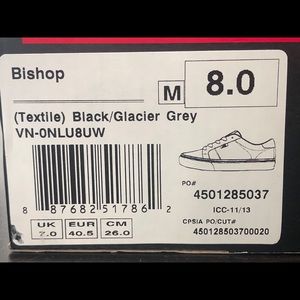 Bishop
M
8.0
(Textile) Black/Glacier Grey
VN-0NLU8UW
PO#
4501285037
ICC-11/13
CPSIA PO/CUT#
450128503700020
8 87682 51786 2
UK EUR CM
7.0 40.5 26.0